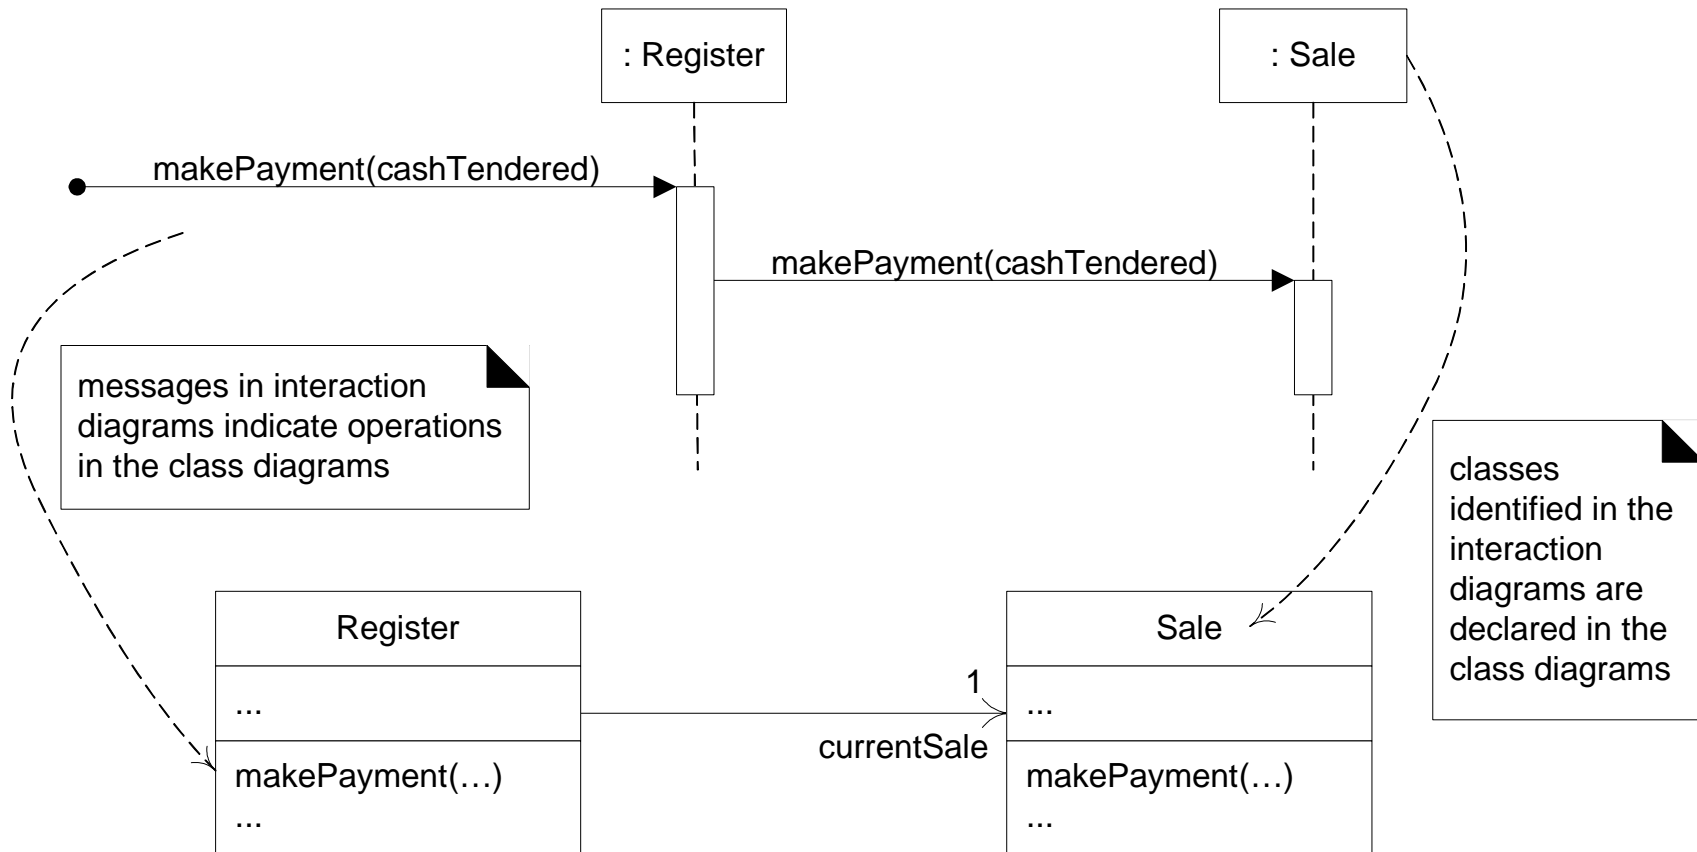 : Register
: Sale
makePayment(cashTendered)
makePayment(cashTendered)
messages in interaction
diagrams indicate operations
in the class diagrams
classes
identified in the
interaction
diagrams are
declared in the
class diagrams
Register
...
makePayment(…)
...
1
currentSale
Sale
...
makePayment(…)
...